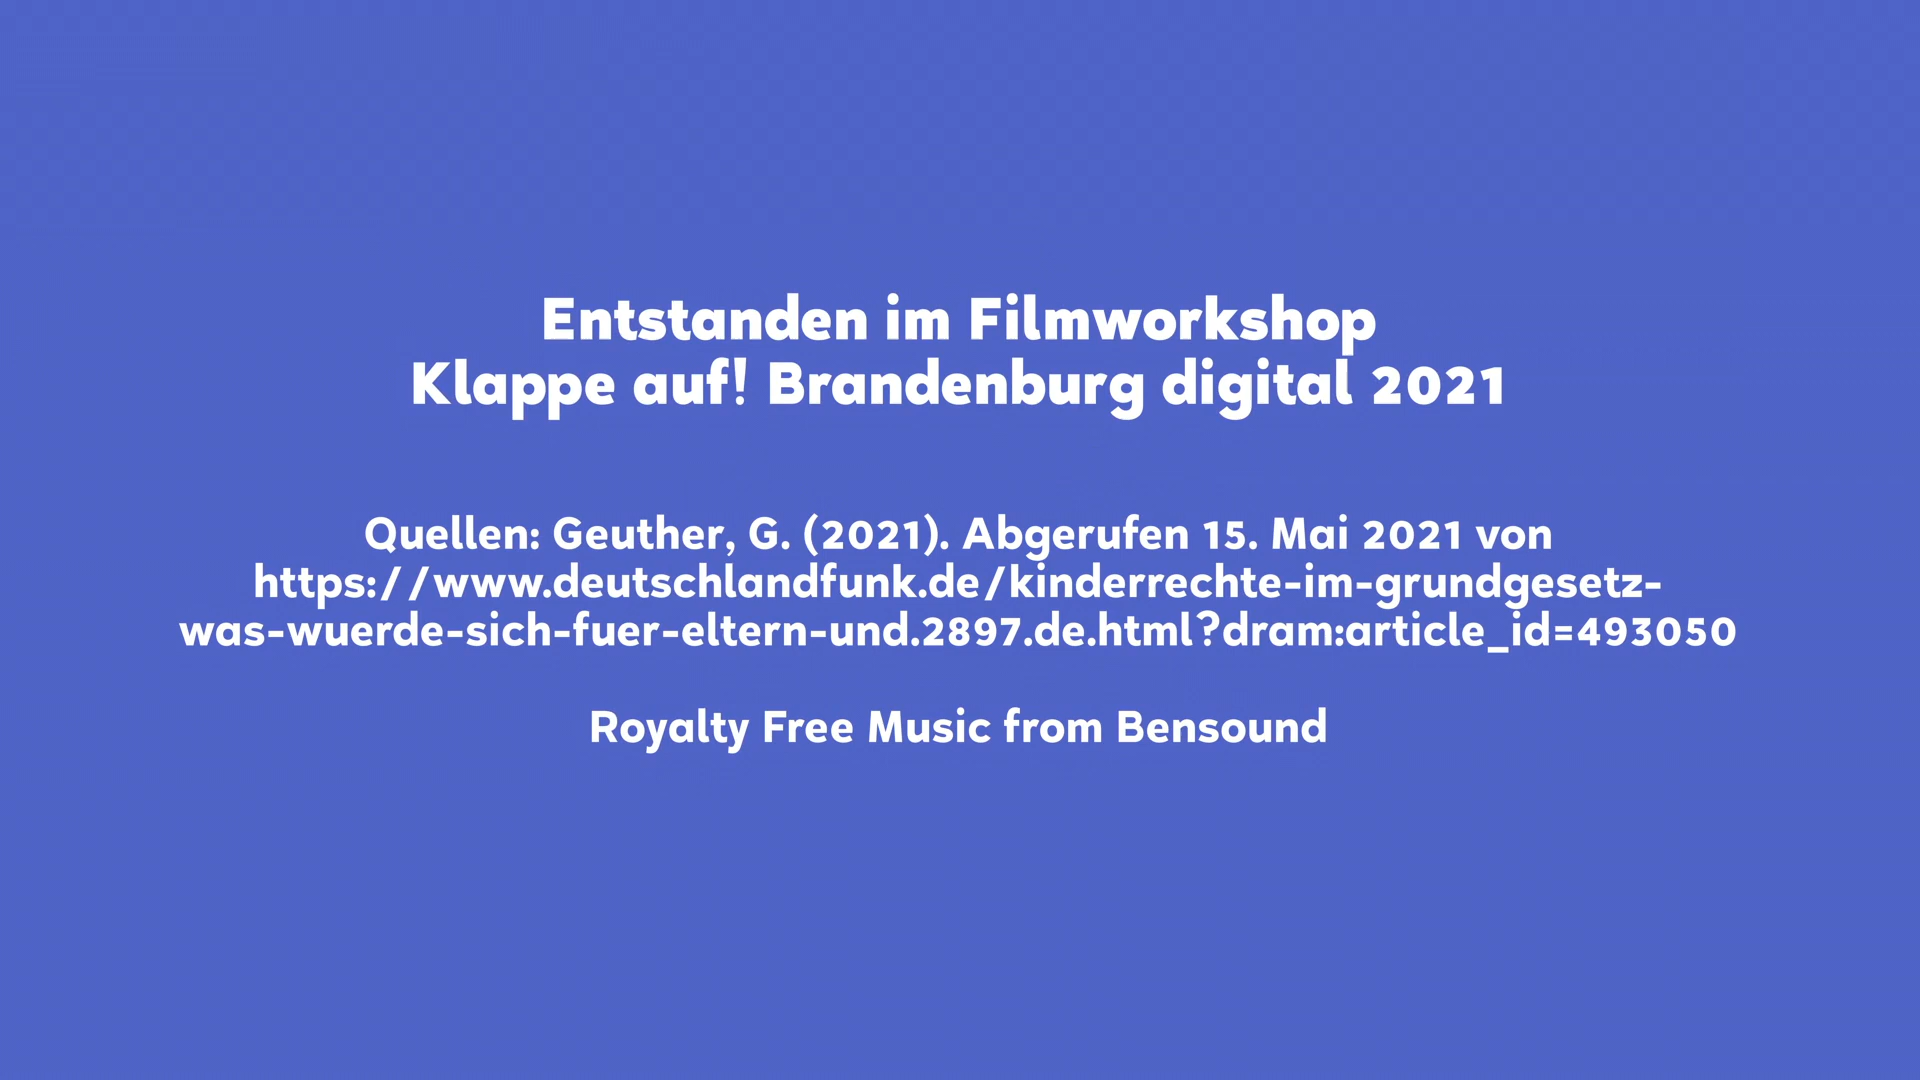 Entstanden im Filmworkshop
Klappe auf! Brandenburg digital 2021
Quellen: Geuther, G. (2021). Abgerufen 15. Mai 2021 von
https://www.deutschlandfunk.de/kinderrechte-im-grundgesetz-
was-wuerde-sich-fuer-eltern-und.2897.de.html?dram:article_id=493050
Royalty Free Music from Bensound